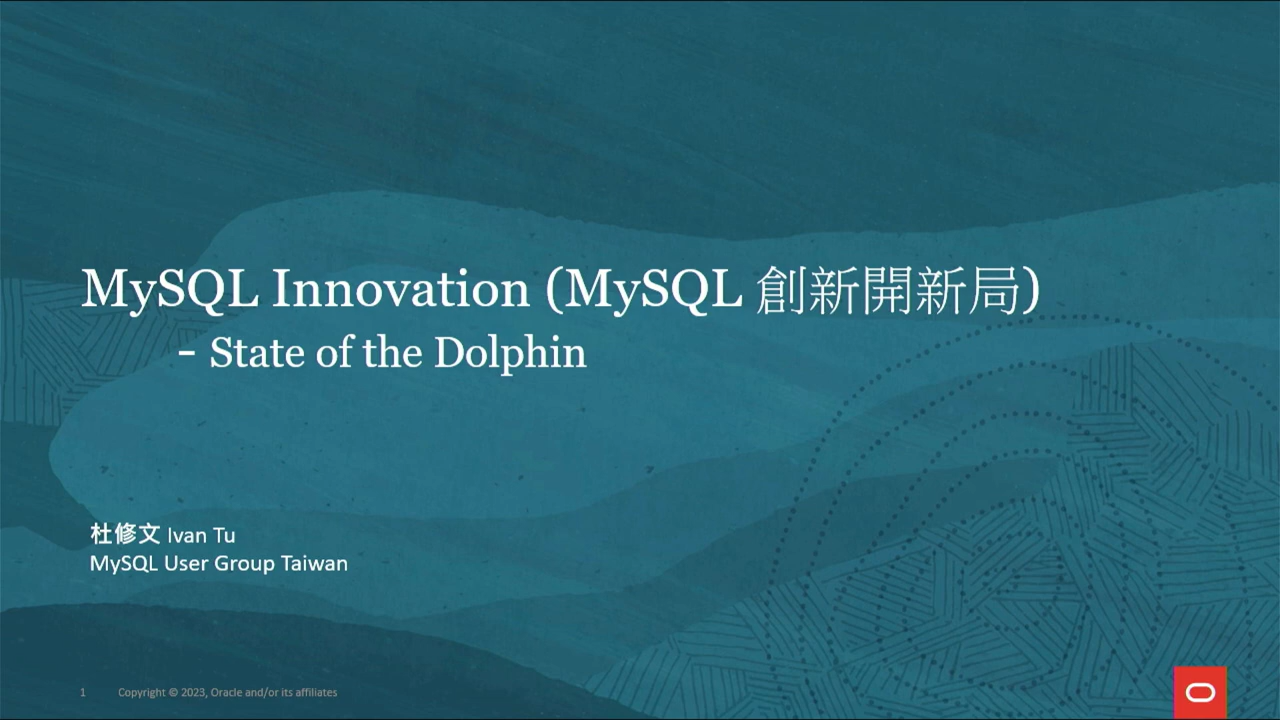 MySQL Innovation (MySQL 創新開新局)
- State of the Dolphin
杜修文 Ivan Tu
MySQL User Group Taiwan
1 Copyright © 2023, Oracle and/or its affiliates